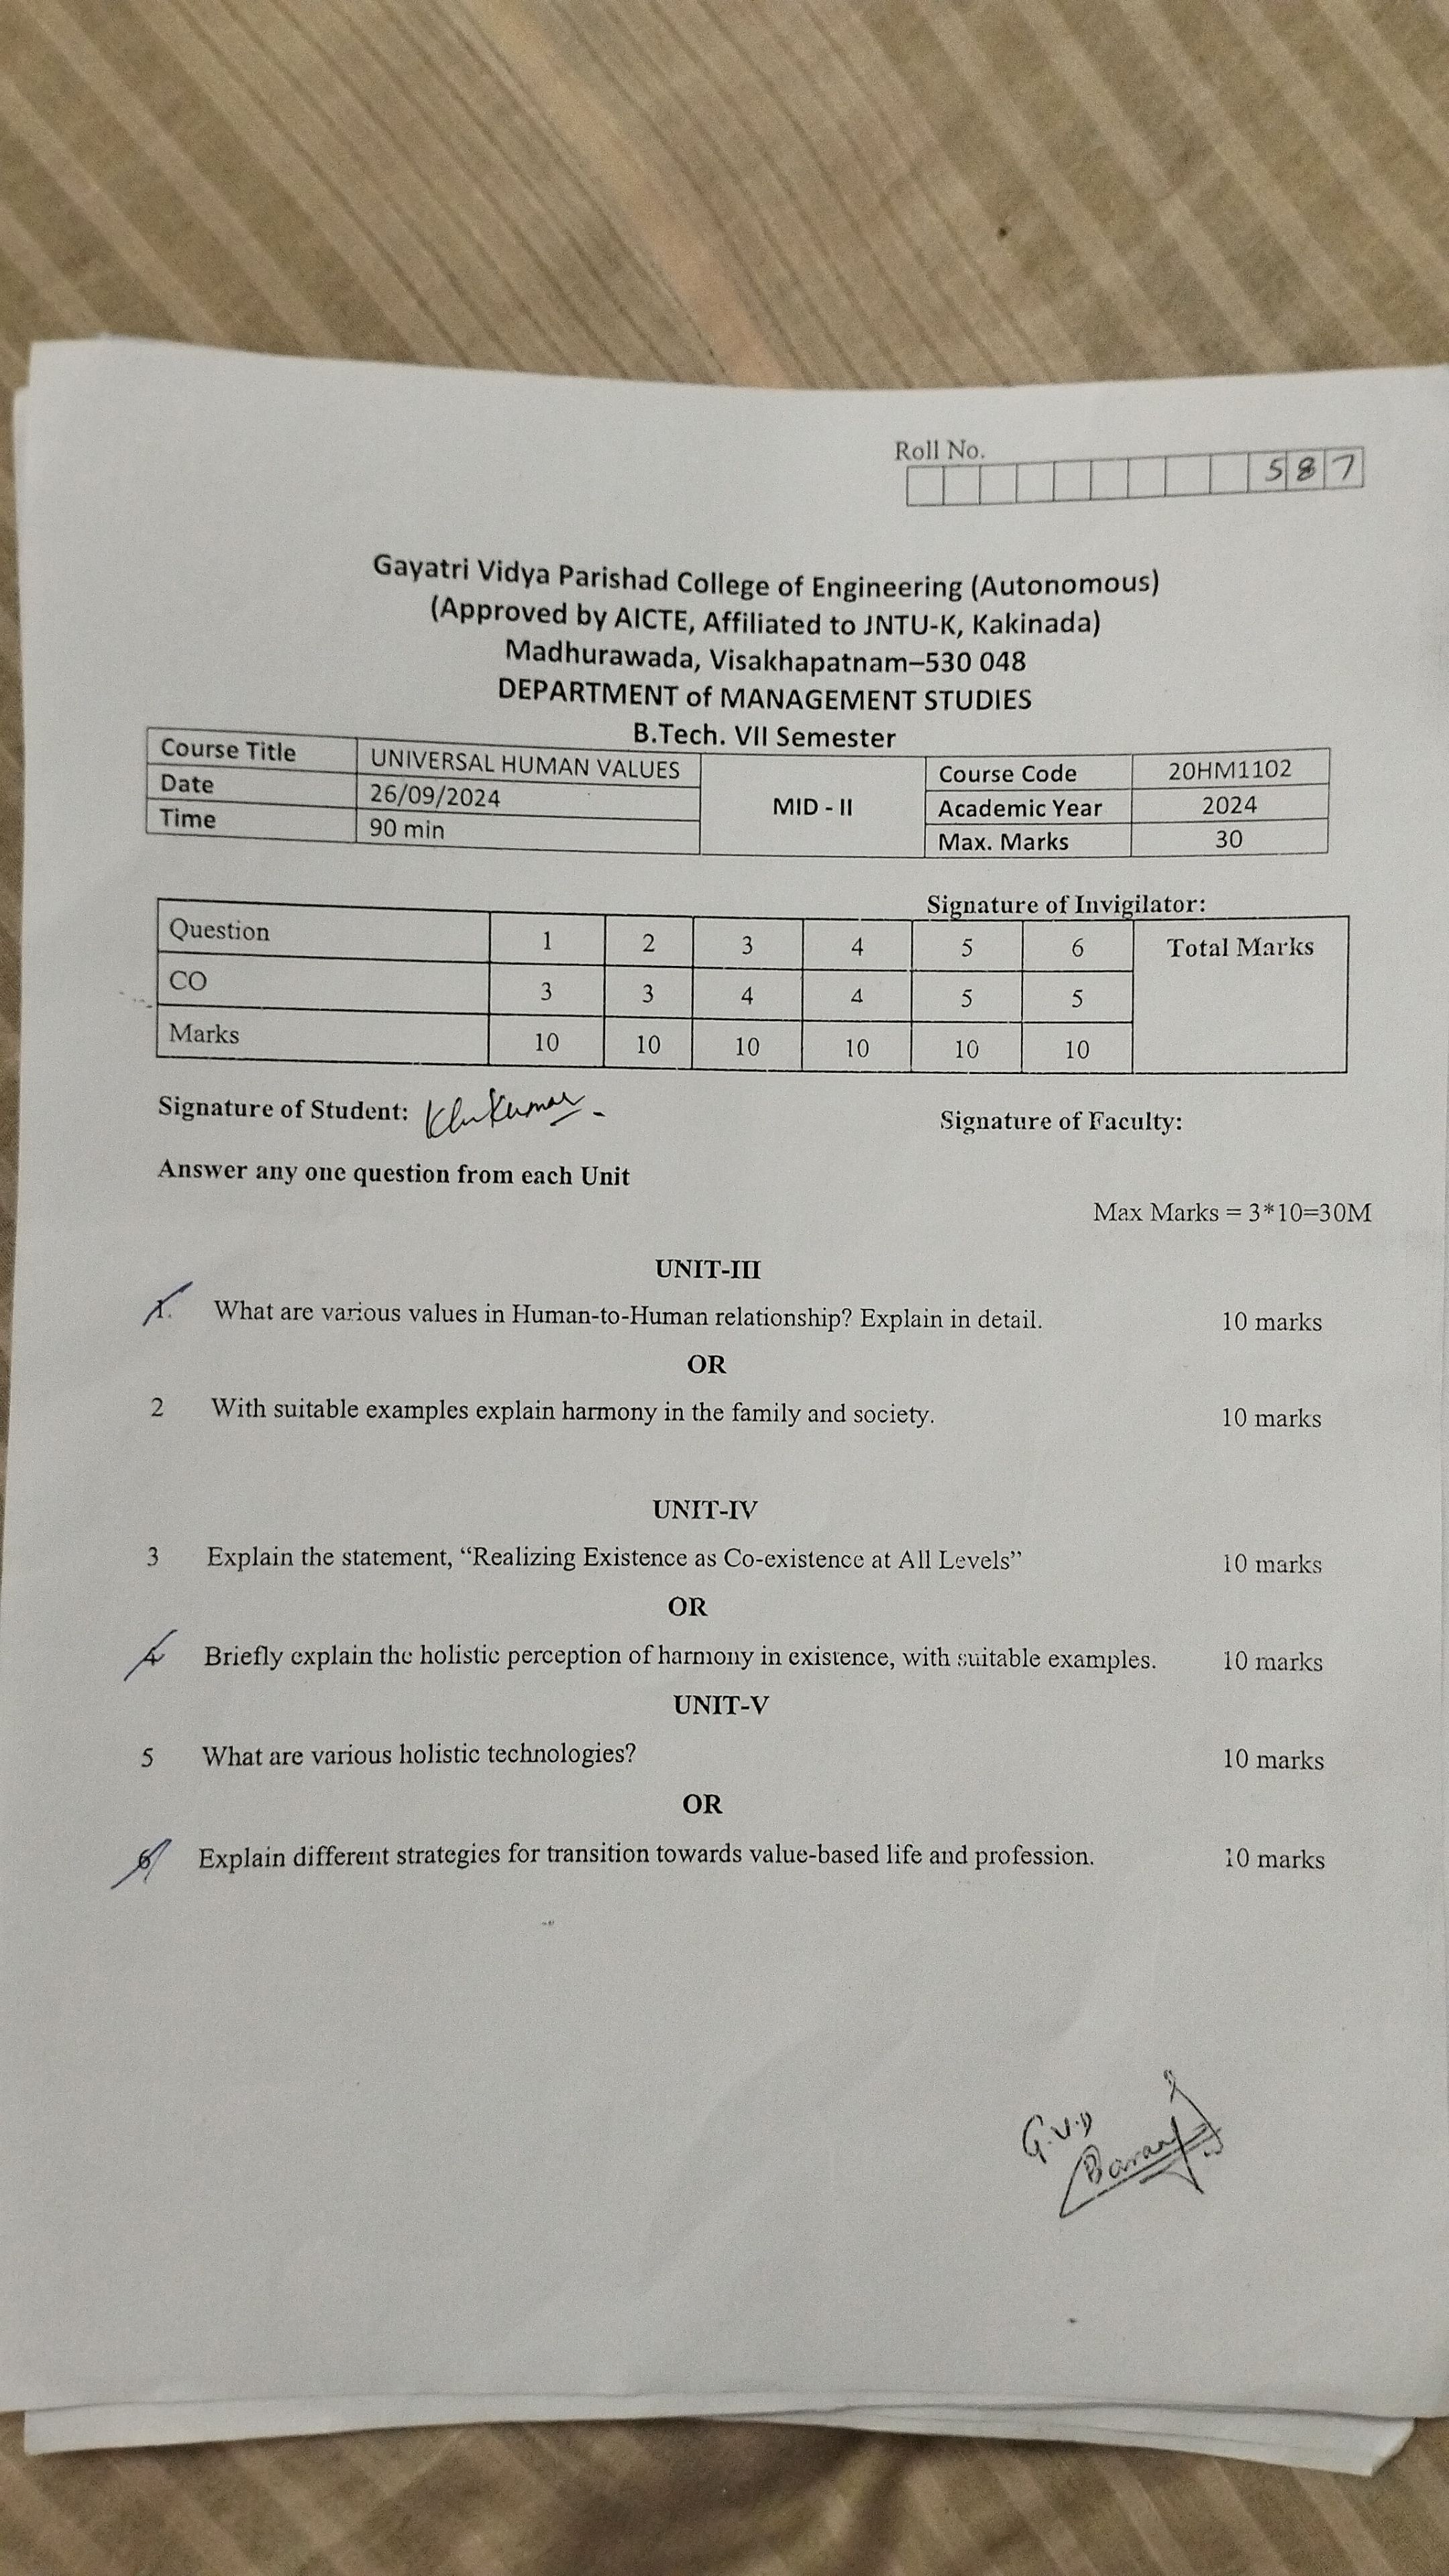 Roll No.
587
Gayatri Vidya Parishad College of Engineering (Autonomous)
(Approved by AICTE, Affiliated to JNTU-K, Kakinada)
Madhurawada, Visakhapatnam–530 048
DEPARTMENT of MANAGEMENT STUDIES
B.Tech. VII Semester
Course Title UNIVERSAL HUMAN VALUES MID - II Course Code 20HM1102
Date 26/09/2024 Academic Year 2024
Time 90 min Max. Marks 30
Signature of Invigilator:
Question 1 2 3 4 5 6 Total Marks
CO 3 3 4 4 5 5
Marks 10 10 10 10 10 10
Signature of Student:
Signature of Faculty:
Answer any one question from each Unit
Max Marks = 3*10=30M
UNIT-III
1. What are various values in Human-to-Human relationship? Explain in detail. 10 marks
OR
2 With suitable examples explain harmony in the family and society. 10 marks
UNIT-IV
3 Explain the statement, “Realizing Existence as Co-existence at All Levels” 10 marks
OR
4 Briefly explain the holistic perception of harmony in existence, with suitable examples. 10 marks
UNIT-V
5 What are various holistic technologies? 10 marks
OR
6 Explain different strategies for transition towards value-based life and profession. 10 marks